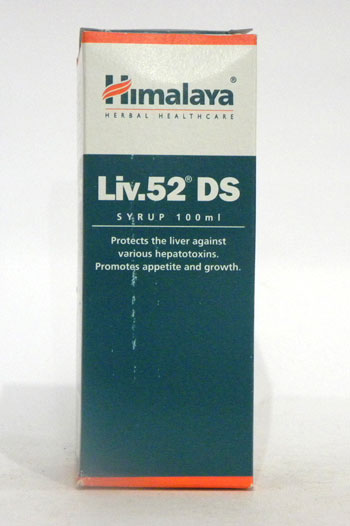 Himalaya®
HERBAL HEALTHCARE
Liv.52® DS
SYRUP 100ml
Protects the liver against
various hepatotoxins.
Promotes appetite and growth.